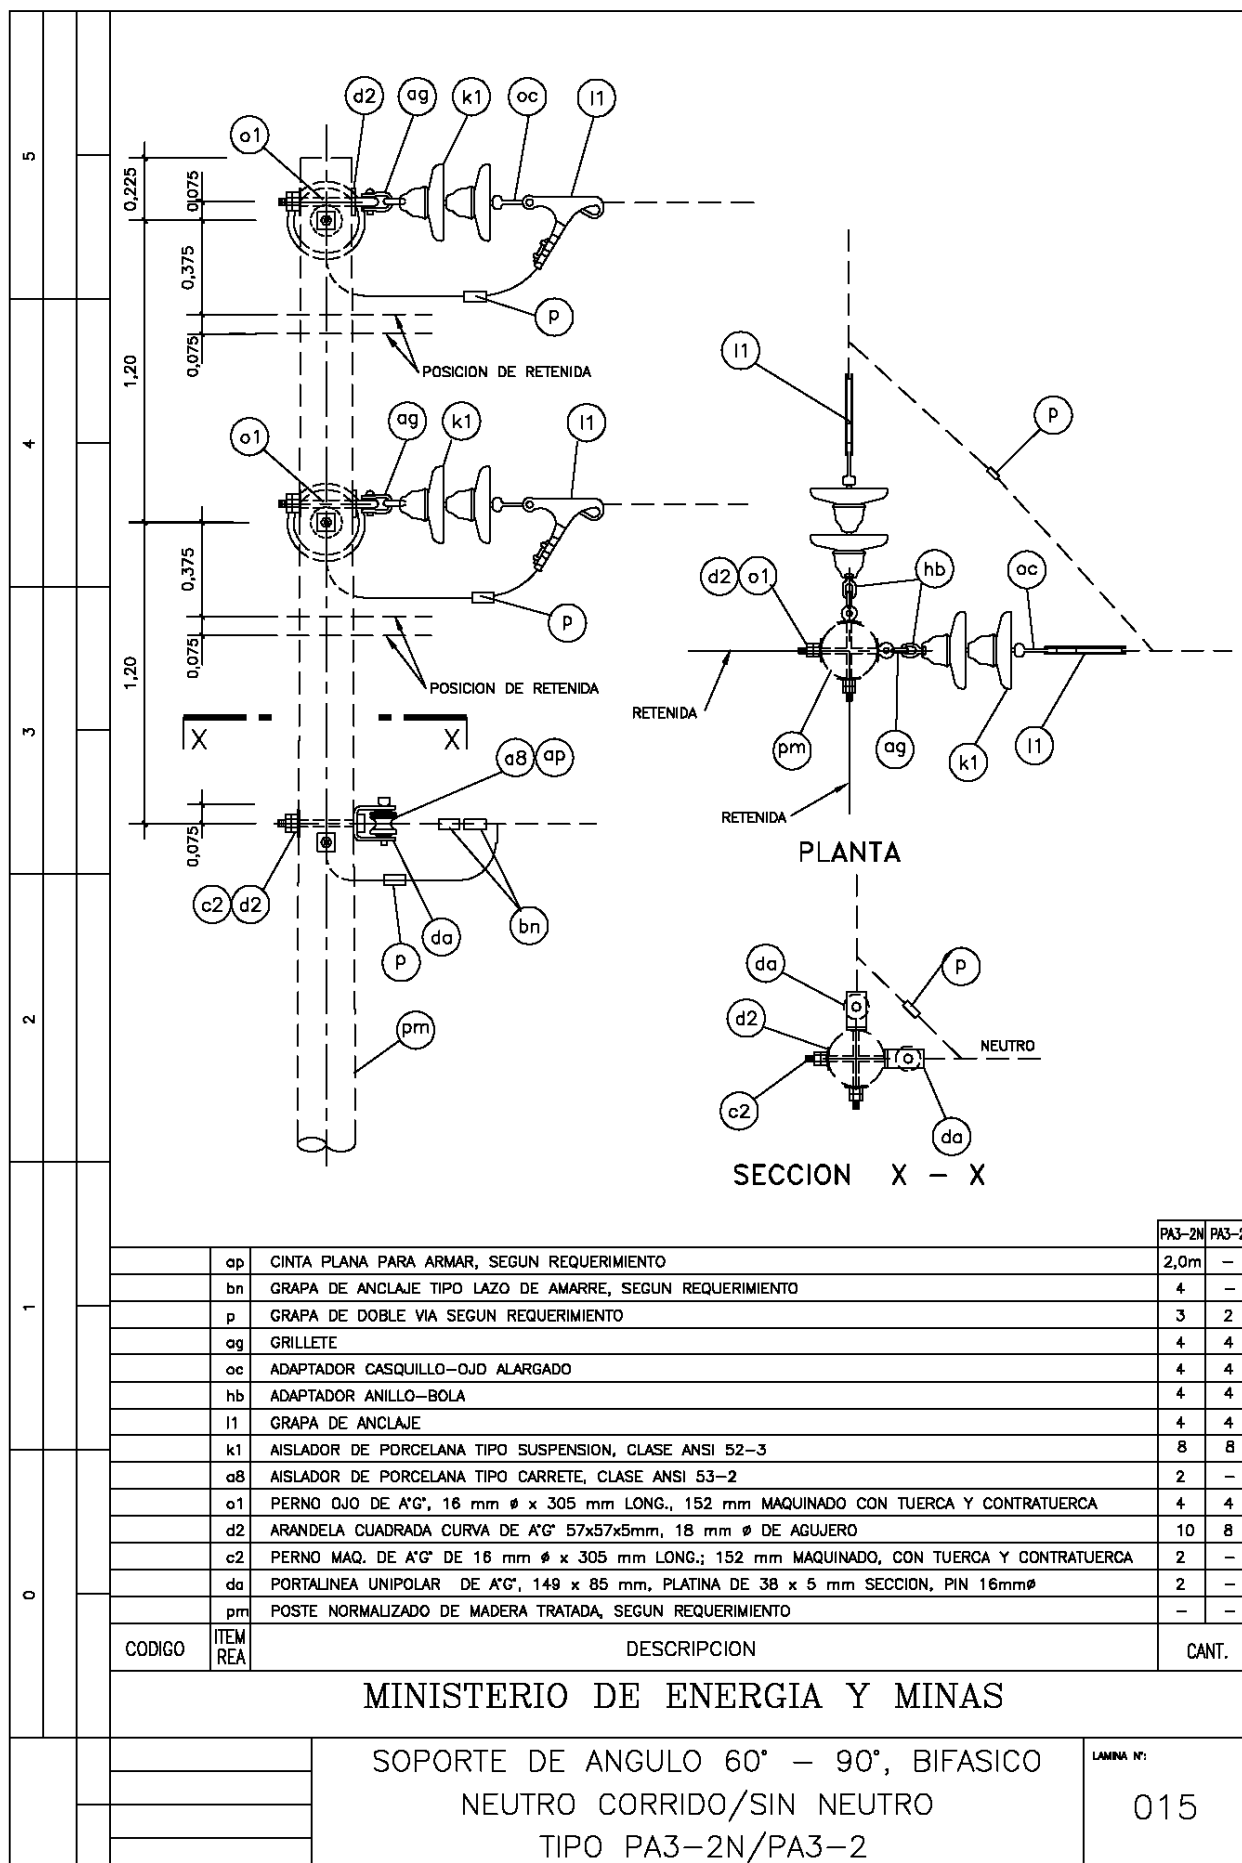 d2
ag
k1
oc
l1
o1
5
0,225
0,075
0,375
p
1,20
0,075
POSICION DE RETENIDA
l1
ag
k1
l1
p
o1
4
0,375
hb
oc
d2
o1
p
0,075
1,20
POSICION DE RETENIDA
RETENIDA
3
X
X
a8
ap
pm
ag
k1
l1
RETENIDA
0,075
PLANTA
c2
d2
bn
da
p
da
p
2
pm
d2
NEUTRO
c2
da
SECCION X – X
PA3–2N PA3–2
ap CINTA PLANA PARA ARMAR, SEGUN REQUERIMIENTO 2,0m –
bn GRAPA DE ANCLAJE TIPO LAZO DE AMARRE, SEGUN REQUERIMIENTO 4 –
1
p GRAPA DE DOBLE VIA SEGUN REQUERIMIENTO 3 2
ag GRILLETE 4 4
oc ADAPTADOR CASQUILLO–OJO ALARGADO 4 4
hb ADAPTADOR ANILLO–BOLA 4 4
l1 GRAPA DE ANCLAJE 4 4
k1 AISLADOR DE PORCELANA TIPO SUSPENSION, CLASE ANSI 52–3 8 8
a8 AISLADOR DE PORCELANA TIPO CARRETE, CLASE ANSI 53–2 2 –
o1 PERNO OJO DE A°G°, 16 mm ø x 305 mm LONG., 152 mm MAQUINADO CON TUERCA Y CONTRATUERCA 4 4
d2 ARANDELA CUADRADA CURVA DE A°G° 57x57x5mm, 18 mm ø DE AGUJERO 10 8
c2 PERNO MAQ. DE A°G° DE 16 mm ø x 305 mm LONG.; 152 mm MAQUINADO, CON TUERCA Y CONTRATUERCA 2 –
da PORTALINEA UNIPOLAR DE A°G°, 149 x 85 mm, PLATINA DE 38 x 5 mm SECCION, PIN 16mmø 2 –
0
pm POSTE NORMALIZADO DE MADERA TRATADA, SEGUN REQUERIMIENTO – –
CODIGO ITEM REA DESCRIPCION CANT.
MINISTERIO DE ENERGIA Y MINAS
SOPORTE DE ANGULO 60° – 90°, BIFASICO
NEUTRO CORRIDO/SIN NEUTRO
TIPO PA3–2N/PA3–2
LAMINA N°:
015